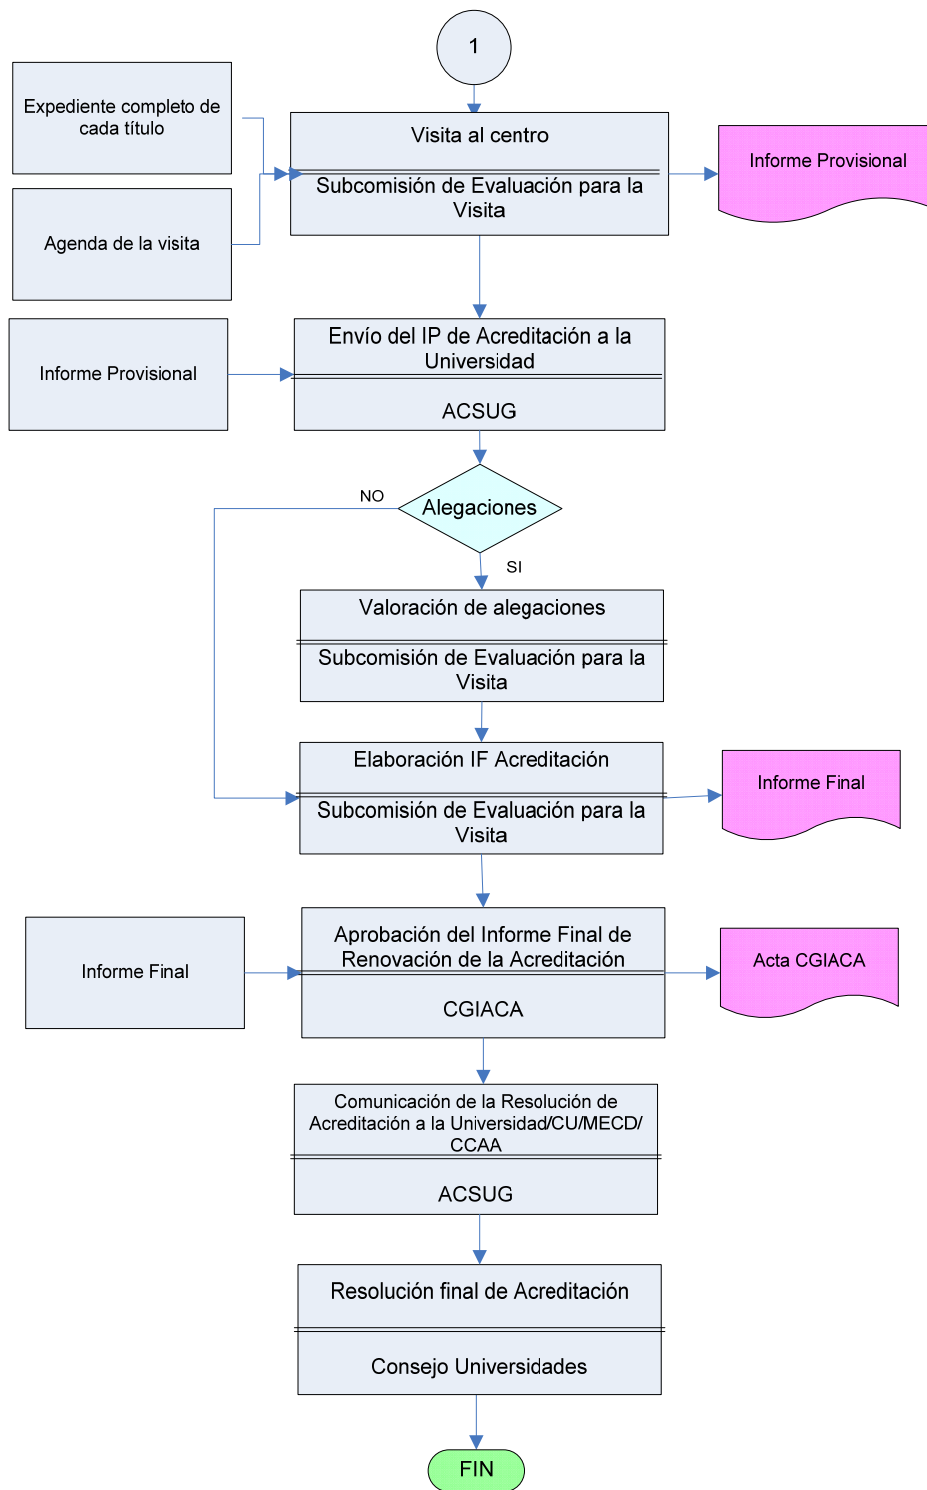 1
Expediente completo de
cada título
Visita al centro
Subcomisión de Evaluación para la
Visita
Informe Provisional
Agenda de la visita
Informe Provisional
Envío del IP de Acreditación a la
Universidad
ACSUG
Alegaciones
NO
SI
Valoración de alegaciones
Subcomisión de Evaluación para la
Visita
Elaboración IF Acreditación
Subcomisión de Evaluación para la
Visita
Informe Final
Informe Final
Aprobación del Informe Final de
Renovación de la Acreditación
CGIACA
Acta CGIACA
Comunicación de la Resolución de
Acreditación a la Universidad/CU/MECD/
CCAA
ACSUG
Resolución final de Acreditación
Consejo Universidades
FIN